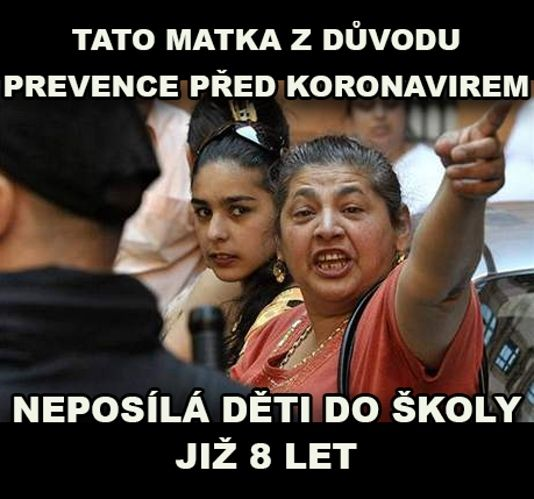 TATO MATKA Z DŮVODU
PREVENCE PŘED KORONAVIREM
NEPOSÍLÁ DĚTI DO ŠKOLY
JIŽ 8 LET